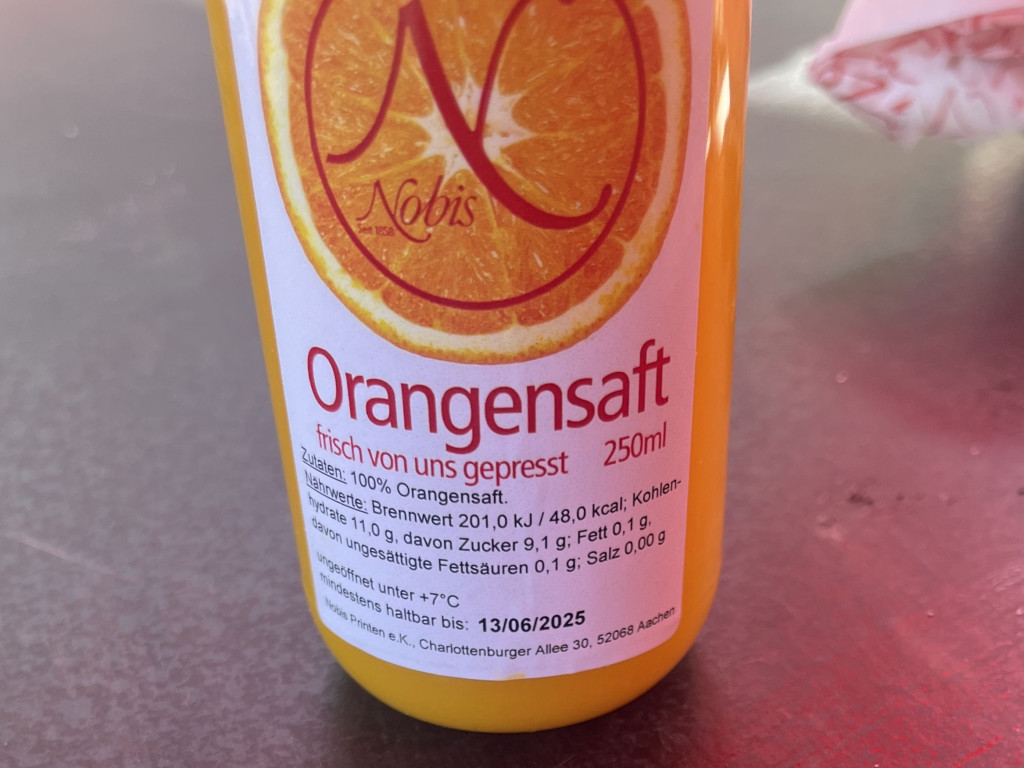 N
Nobis
Seit 1858
Orangensaft
frisch von uns gepresst 250ml
Zutaten: 100% Orangensaft.
Nährwerte: Brennwert 201,0 kJ / 48,0 kcal; Kohlen-
hydrate 11,0 g, davon Zucker 9,1 g; Fett 0,1 g,
davon ungesättigte Fettsäuren 0,1 g; Salz 0,00 g
ungeöffnet unter +7°C
mindestens haltbar bis: 13/06/2025
Nobis Printen e.K., Charlottenburger Allee 30, 52068 Aachen